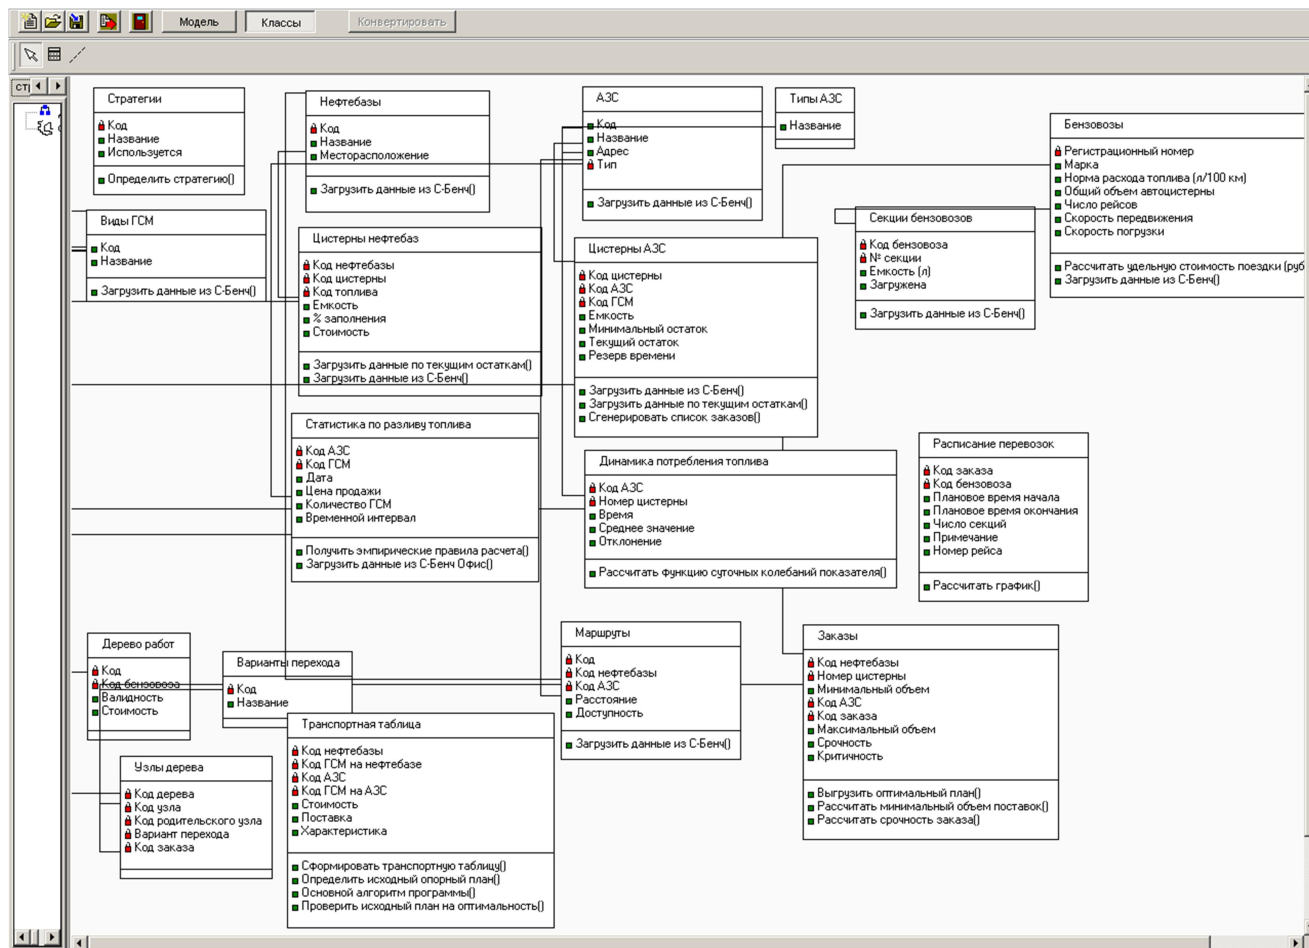 Модель
Классы
Конвертировать
Стратегии
Код
Название
Используется
Определить стратегию()
Нефтебазы
Код
Название
Месторасположение
Загрузить данные из С-Бенч()
АЗС
Код
Название
Адрес
Тип
Загрузить данные из С-Бенч()
Типы АЗС
Название
Бензовозы
Регистрационный номер
Марка
Норма расхода топлива (л/100 км)
Общий объем автоцистерны
Число рейсов
Скорость передвижения
Скорость погрузки
Рассчитать удельную стоимость поездки (руб
Загрузить данные из С-Бенч()
Виды ГСМ
Код
Название
Загрузить данные из С-Бенч()
Цистерны нефтебаз
Код нефтебазы
Код цистерны
Код топлива
Емкость
% заполнения
Стоимость
Загрузить данные по текущим остаткам()
Загрузить данные из С-Бенч()
Цистерны АЗС
Код цистерны
Код АЗС
Код ГСМ
Емкость
Минимальный остаток
Текущий остаток
Резерв времени
Загрузить данные из С-Бенч()
Загрузить данные по текущим остаткам()
Сгенерировать список заказов()
Секции бензовозов
Код бензовоза
№ секции
Емкость (л)
Загружена
Загрузить данные из С-Бенч()
Статистика по разливу топлива
Код АЗС
Код ГСМ
Дата
Цена продажи
Количество ГСМ
Временной интервал
Получить эмпирические правила расчета()
Загрузить данные из С-Бенч Офис()
Динамика потребления топлива
Код АЗС
Номер цистерны
Время
Среднее значение
Отклонение
Рассчитать функцию суточных колебаний показателя()
Расписание перевозок
Код заказа
Код бензовоза
Плановое время начала
Плановое время окончания
Число секций
Примечание
Номер рейса
Рассчитать график()
Дерево работ
Код
Код бензовоза
Валидность
Стоимость
Варианты перехода
Код
Название
Маршруты
Код
Код нефтебазы
Код АЗС
Расстояние
Доступность
Загрузить данные из С-Бенч()
Заказы
Код нефтебазы
Номер цистерны
Минимальный объем
Код АЗС
Код заказа
Максимальный объем
Срочность
Критичность
Выгрузить оптимальный план()
Рассчитать минимальный объем поставок()
Рассчитать срочность заказа()
Узлы дерева
Код дерева
Код узла
Код родительского узла
Вариант перехода
Код заказа
Транспортная таблица
Код нефтебазы
Код ГСМ на нефтебазе
Код АЗС
Код ГСМ на АЗС
Стоимость
Поставка
Характеристика
Сформировать транспортную таблицу()
Определить исходный опорный план()
Основной алгоритм программы()
Проверить исходный план на оптимальность()